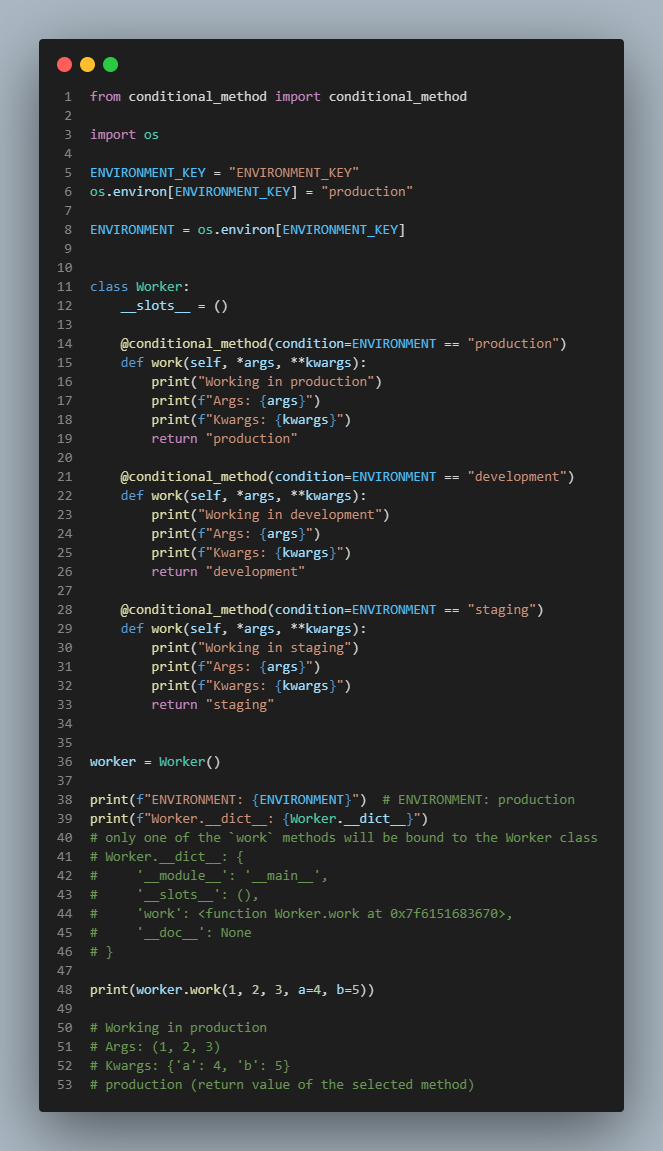 1 from conditional_method import conditional_method
2
3 import os
4
5 ENVIRONMENT_KEY = "ENVIRONMENT_KEY"
6 os.environ[ENVIRONMENT_KEY] = "production"
7
8 ENVIRONMENT = os.environ[ENVIRONMENT_KEY]
9
10
11 class Worker:
12     __slots__ = ()
13
14     @conditional_method(condition=ENVIRONMENT == "production")
15     def work(self, *args, **kwargs):
16         print("Working in production")
17         print(f"Args: {args}")
18         print(f"Kwargs: {kwargs}")
19         return "production"
20
21     @conditional_method(condition=ENVIRONMENT == "development")
22     def work(self, *args, **kwargs):
23         print("Working in development")
24         print(f"Args: {args}")
25         print(f"Kwargs: {kwargs}")
26         return "development"
27
28     @conditional_method(condition=ENVIRONMENT == "staging")
29     def work(self, *args, **kwargs):
30         print("Working in staging")
31         print(f"Args: {args}")
32         print(f"Kwargs: {kwargs}")
33         return "staging"
34
35
36 worker = Worker()
37
38 print(f"ENVIRONMENT: {ENVIRONMENT}")  # ENVIRONMENT: production
39 print(f"Worker.__dict__: {Worker.__dict__}")
40 # only one of the `work` methods will be bound to the Worker class
41 # Worker.__dict__: {
42 #     '__module__': '__main__',
43 #     '__slots__': (),
44 #     'work': <function Worker.work at 0x7f6151683670>,
45 #     '__doc__': None
46 # }
47
48 print(worker.work(1, 2, 3, a=4, b=5))
49
50 # Working in production
51 # Args: (1, 2, 3)
52 # Kwargs: {'a': 4, 'b': 5}
53 # production (return value of the selected method)